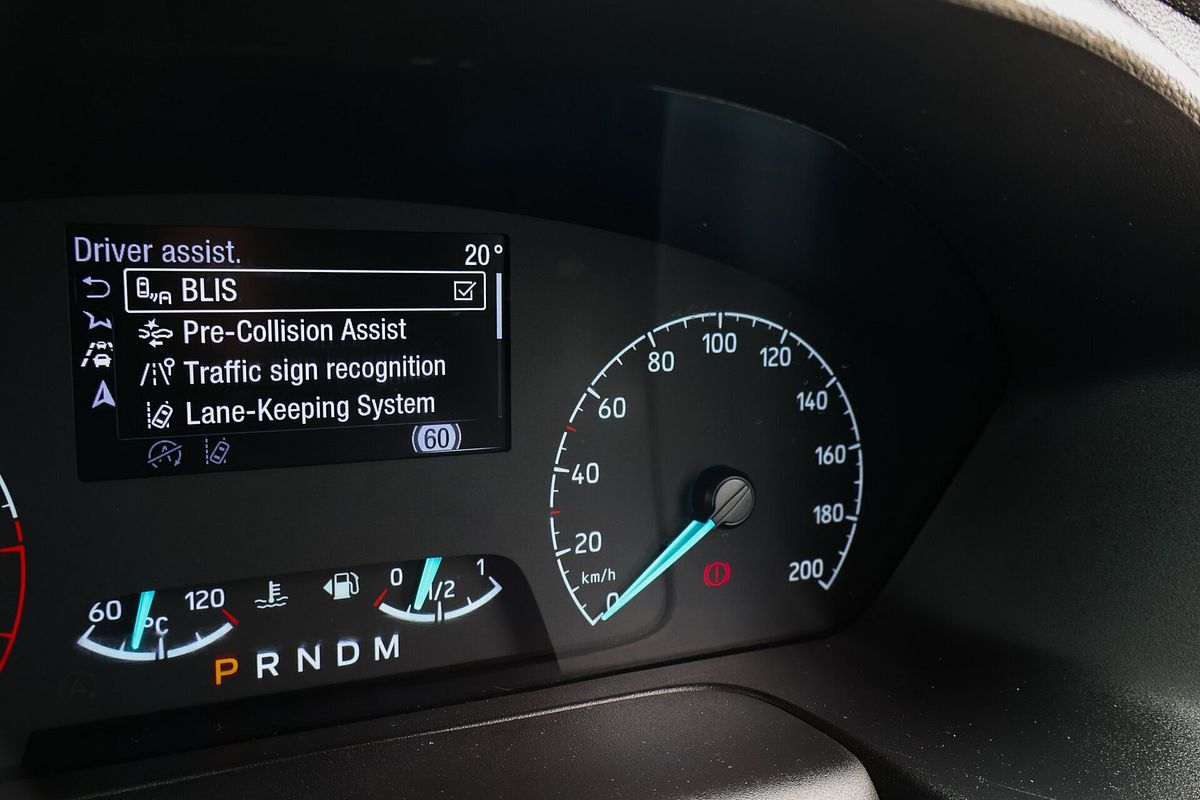 Driver assist. 20°
BLIS
Pre-Collision Assist
Traffic sign recognition
Lane-Keeping System
60
0
20
40
60
80
100
120
140
160
180
200
km/h
60 120
°C
0 1/2 1
P R N D M
A